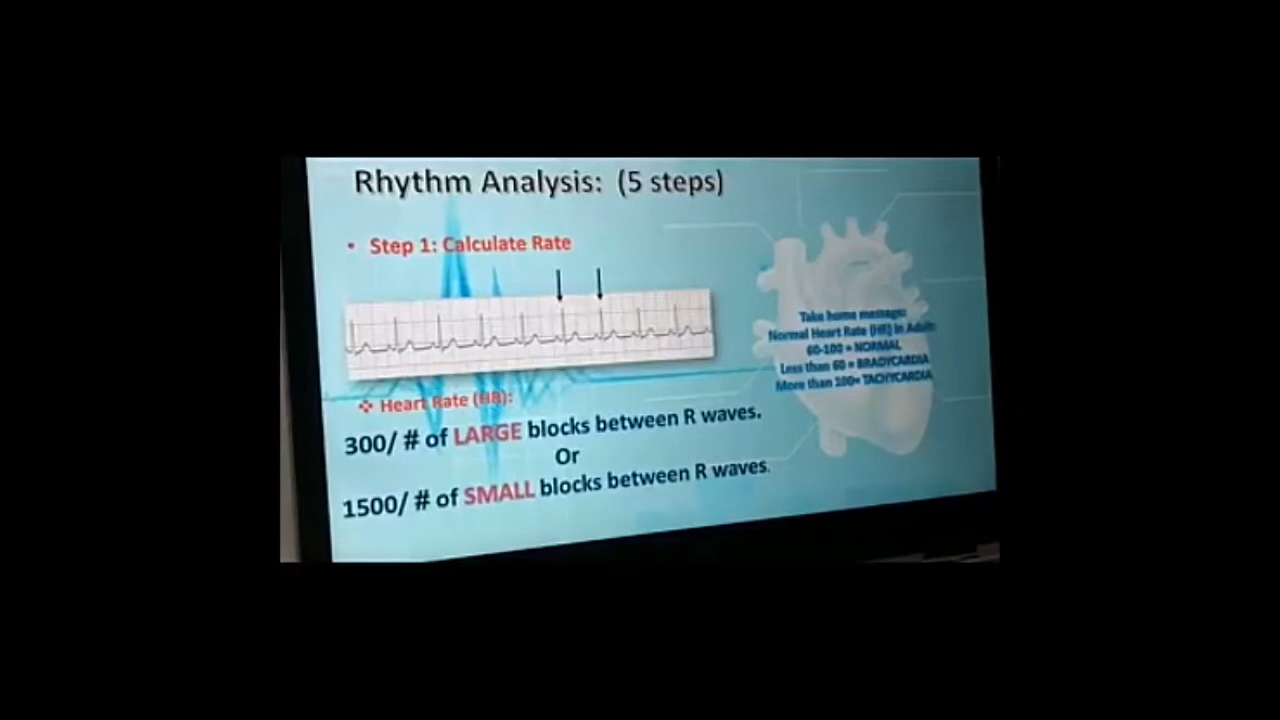 Rhythm Analysis: (5 steps)
• Step 1: Calculate Rate
❖ Heart Rate (HR):
300/ # of LARGE blocks between R waves.
Or
1500/ # of SMALL blocks between R waves.
Take home message:
Normal Heart Rate (HR) in Adult:
60-100 = NORMAL
Less than 60 = BRADYCARDIA
More than 100= TACHYCARDIA